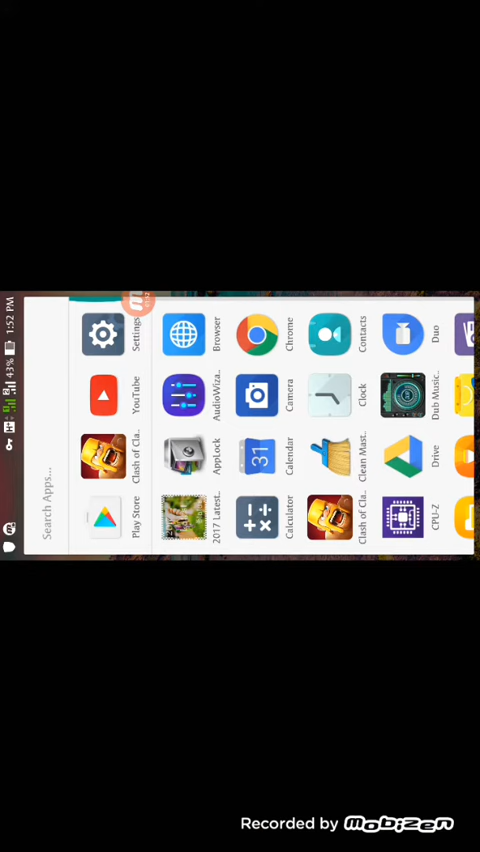 43% 1:52 PM
Search Apps...
Play Store
Clash of Cla..
YouTube
Settings
2017 Latest..
AppLock
AudioWiza..
Browser
Calculator
31
Calendar
Camera
Chrome
Clash of Cla..
Clean Mast..
Clock
Contacts
CPU-Z
Drive
Dub Music..
Duo
Recorded by mobizen